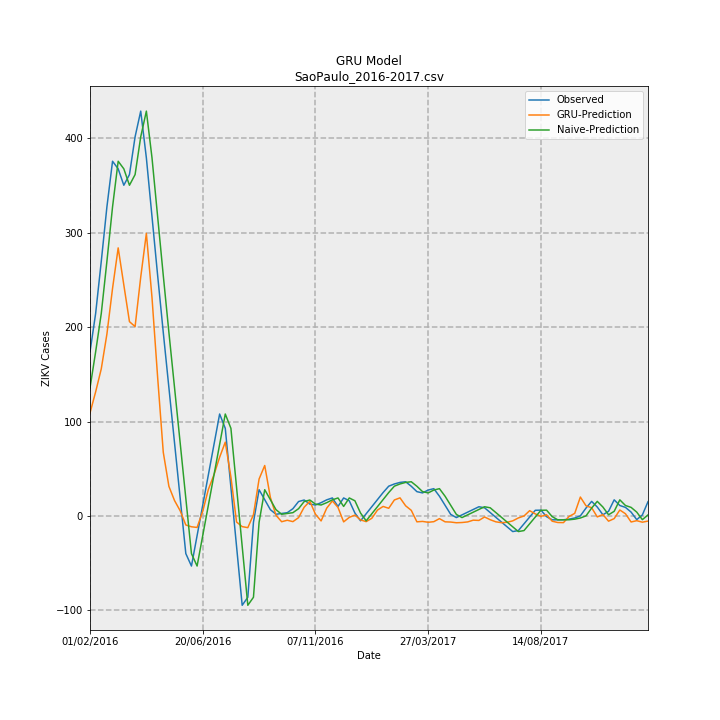 GRU Model
SaoPaulo_2016-2017.csv
Observed
GRU-Prediction
Naive-Prediction
ZIKV Cases
400
300
200
100
0
−100
01/02/2016 20/06/2016 07/11/2016 27/03/2017 14/08/2017
Date